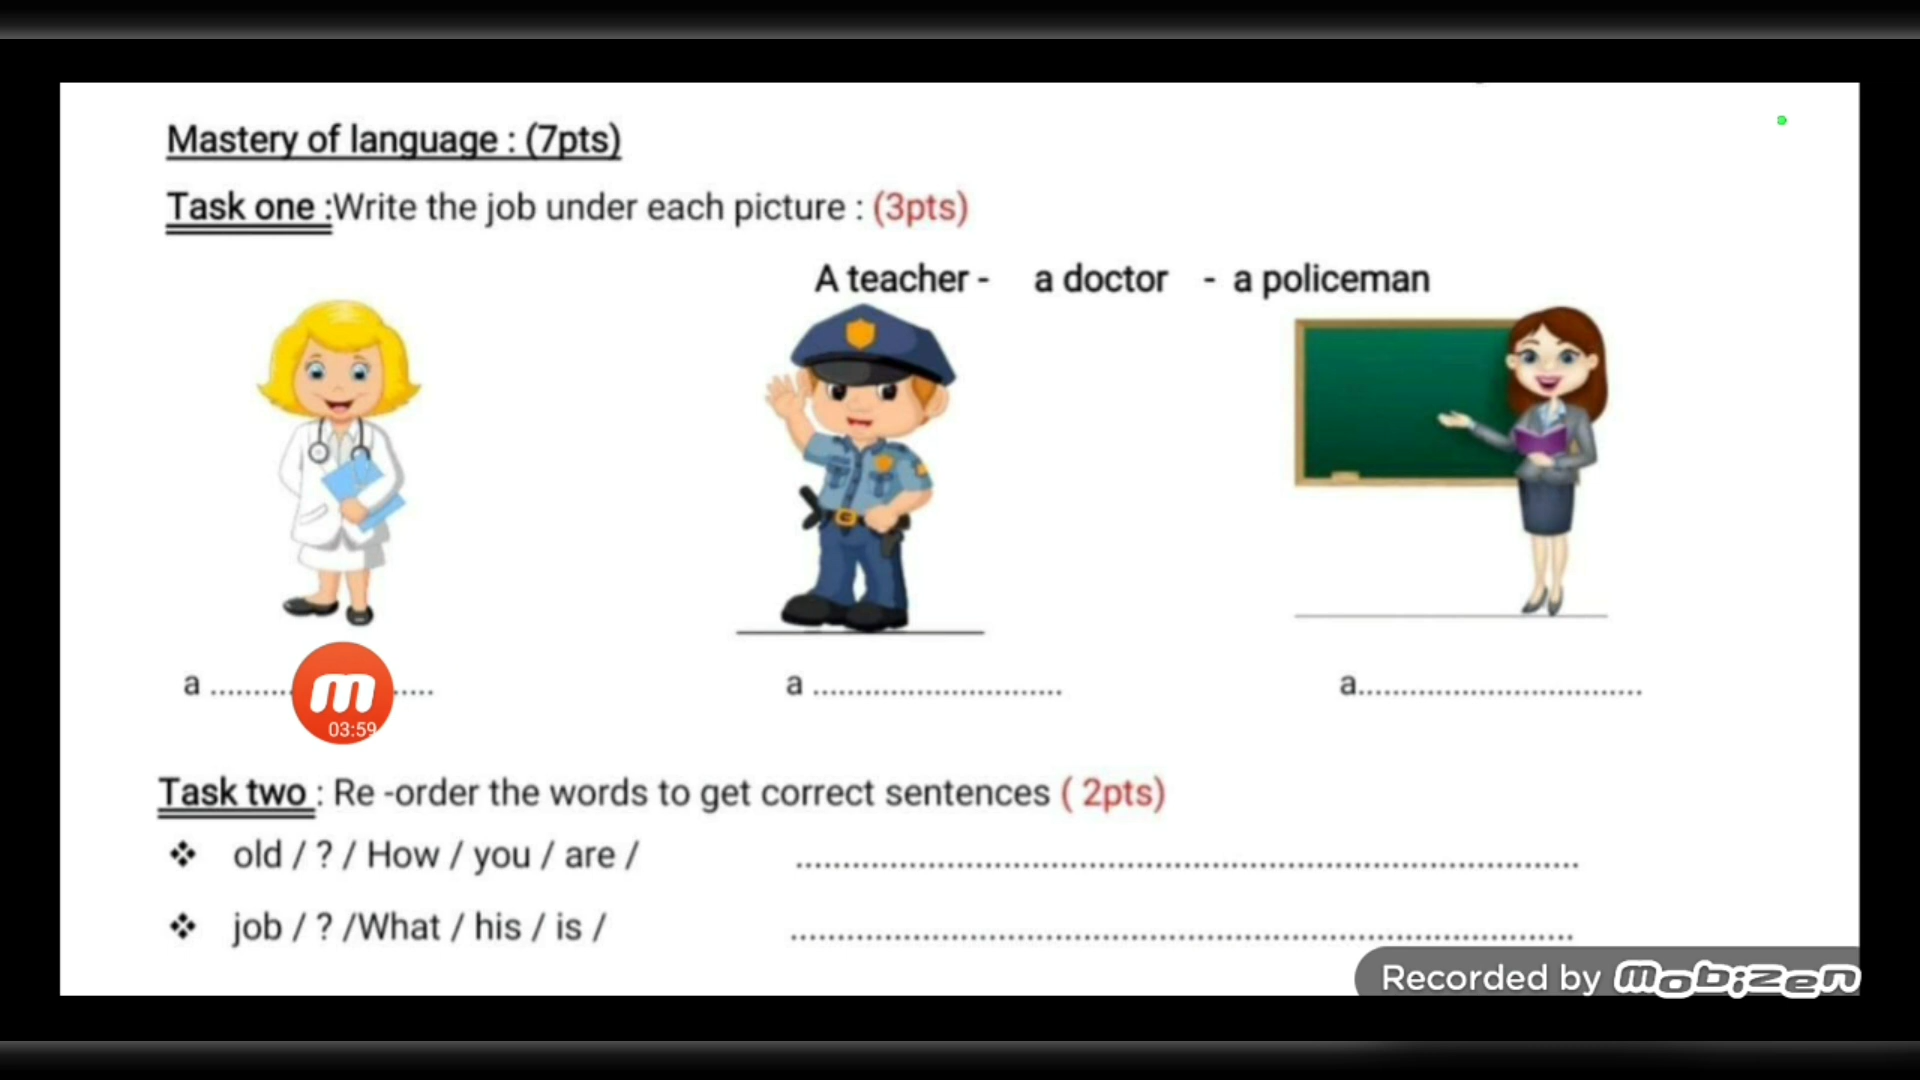 Mastery of language : (7pts)
Task one :Write the job under each picture : (3pts)
A teacher - a doctor - a policeman
a ............... 
a .............................
a.................................
03:59
Task two : Re -order the words to get correct sentences ( 2pts)
❖ old / ? / How / you / are / ....................................................................................
❖ job / ? /What / his / is / ....................................................................................
Recorded by mobizen